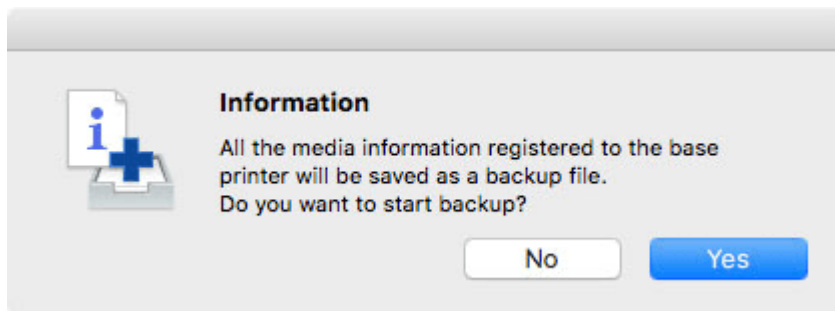 Information
All the media information registered to the base
printer will be saved as a backup file.
Do you want to start backup?
No
Yes